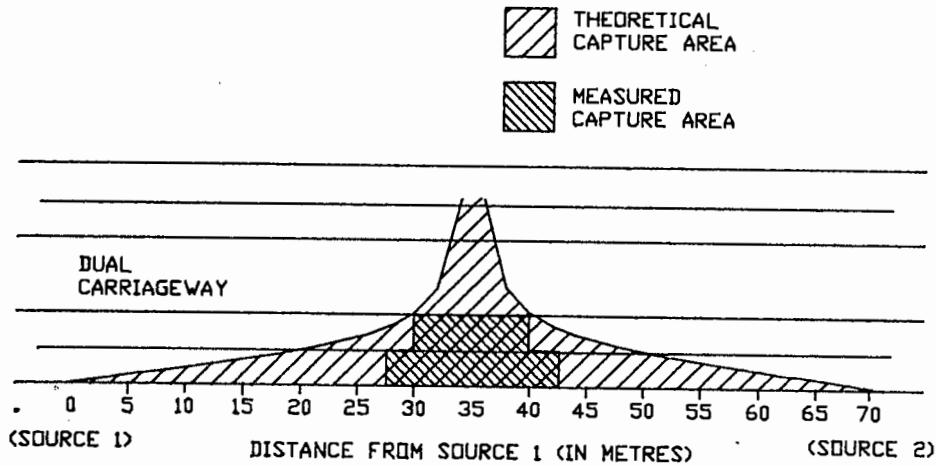 THEORETICAL
CAPTURE AREA
MEASURED
CAPTURE AREA
DUAL
CARRIAGEWAY
0 5 10 15 20 25 30 35 40 45 50 55 60 65 70
(SOURCE 1) DISTANCE FROM SOURCE 1 (IN METRES) (SOURCE 2)